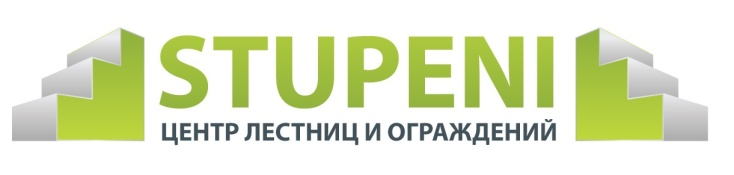 STUPENI
ЦЕНТР ЛЕСТНИЦ И ОГРАЖДЕНИЙ